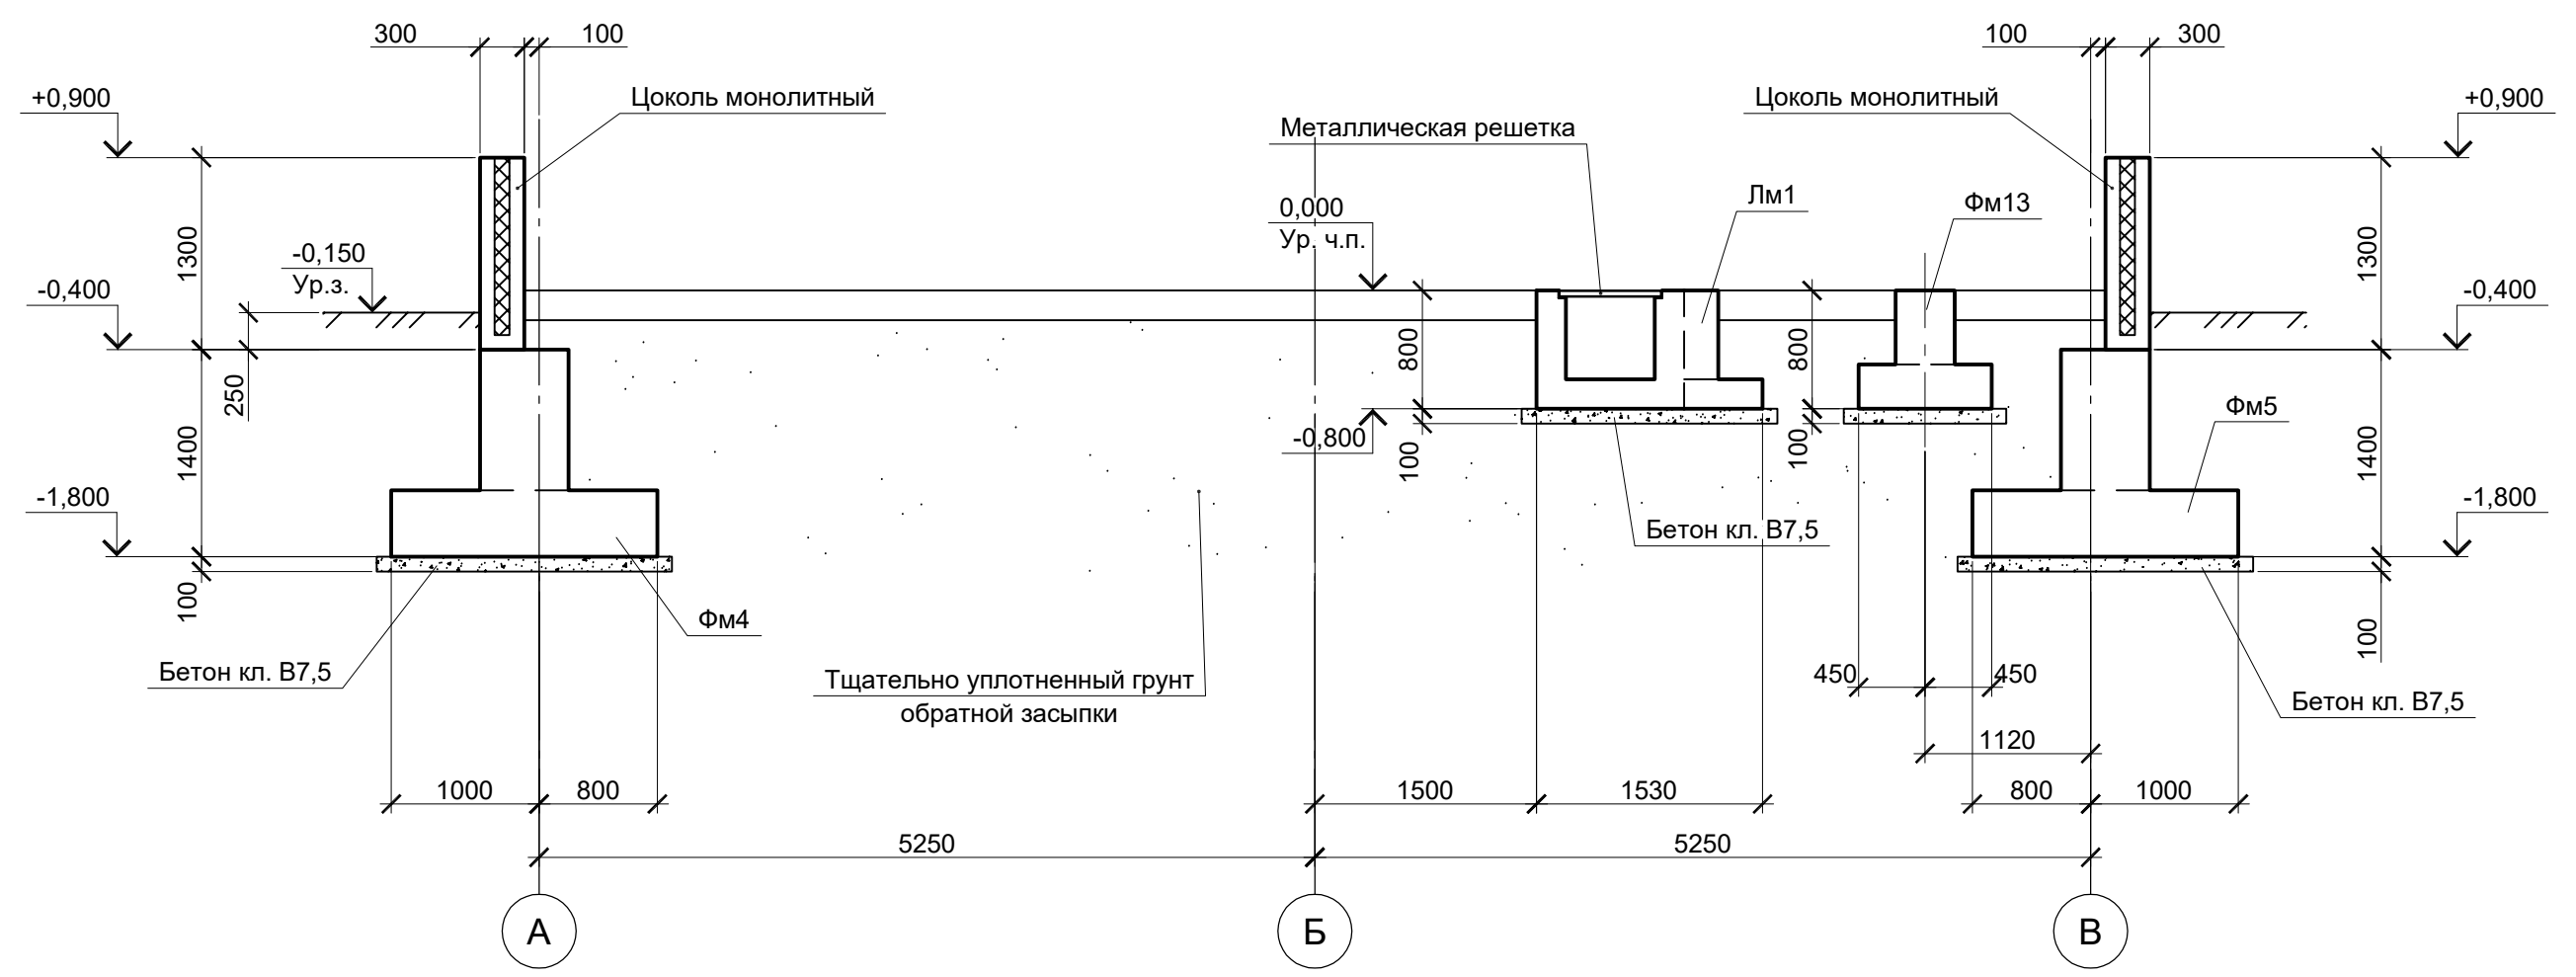 300
100
100
300
+0,900
Цоколь монолитный
Цоколь монолитный
+0,900
Металлическая решетка
Лм1
Фм13
0,000
Ур. ч.п.
-0,150
Ур.з.
1300
1300
-0,400
-0,400
250
800
800
1400
1400
Фм5
-0,800
100
100
-1,800
-1,800
Бетон кл. В7,5
100
100
Фм4
Бетон кл. В7,5
Тщательно уплотненный грунт
обратной засыпки
450
450
Бетон кл. В7,5
1120
1000
800
1500
1530
800
1000
5250
5250
А
Б
В